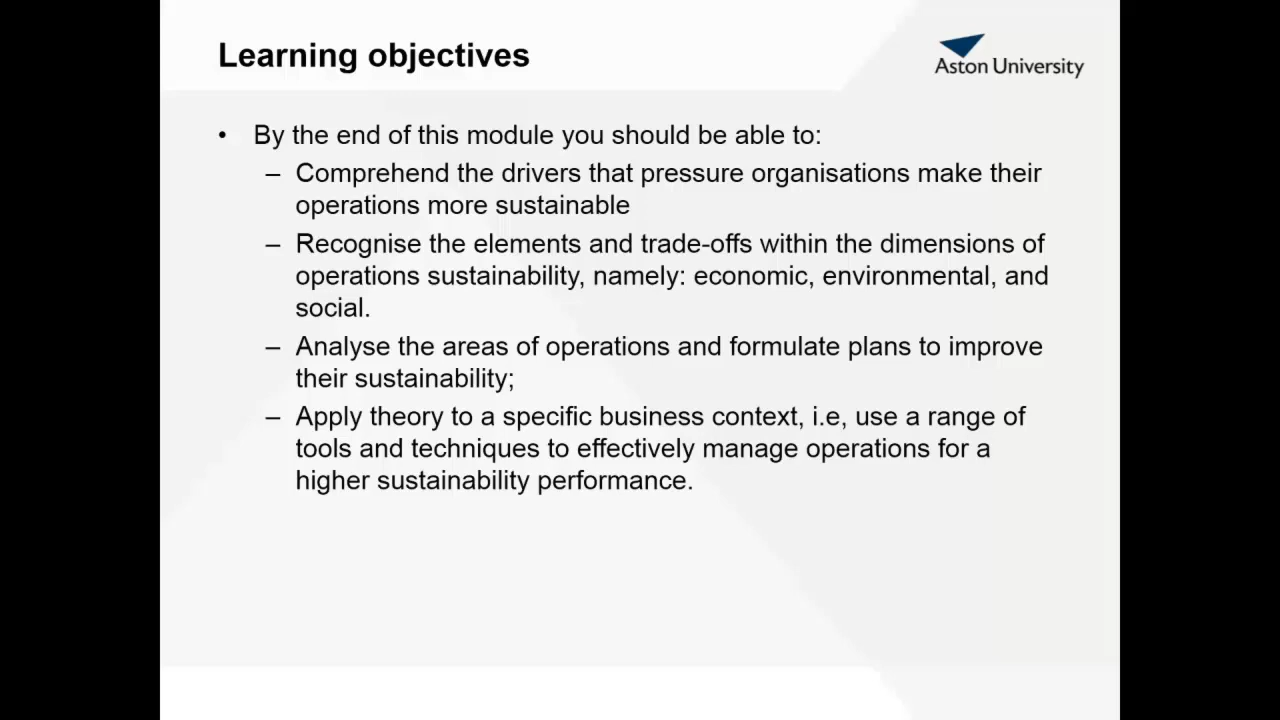 Learning objectives
Aston University
• By the end of this module you should be able to:
– Comprehend the drivers that pressure organisations make their
operations more sustainable
– Recognise the elements and trade-offs within the dimensions of
operations sustainability, namely: economic, environmental, and
social.
– Analyse the areas of operations and formulate plans to improve
their sustainability;
– Apply theory to a specific business context, i.e, use a range of
tools and techniques to effectively manage operations for a
higher sustainability performance.